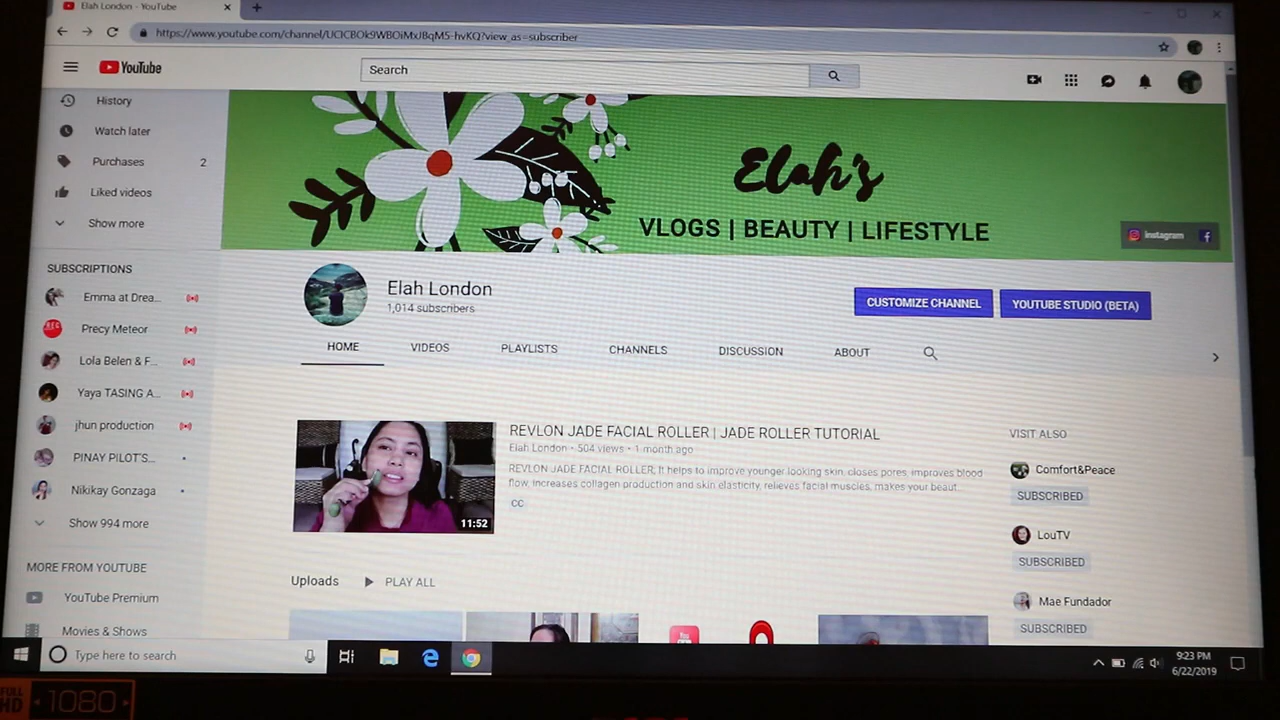 Elah London - YouTube
https://www.youtube.com/channel/UCICBOk9WBOiMxJBqM5-hvKQ?view_as=subscriber
YouTube
Search
History
Watch later
Purchases 2
Liked videos
Show more
SUBSCRIPTIONS
Emma at Drea...
Precy Meteor
Lola Belen & F...
Yaya TASING A...
jhun production
PINAY PILOT'S...
Nikikay Gonzaga
Show 994 more
MORE FROM YOUTUBE
YouTube Premium
Movies & Shows
Elah's
VLOGS | BEAUTY | LIFESTYLE
instagram
Elah London
1,014 subscribers
CUSTOMIZE CHANNEL
YOUTUBE STUDIO (BETA)
HOME VIDEOS PLAYLISTS CHANNELS DISCUSSION ABOUT
11:52
REVLON JADE FACIAL ROLLER | JADE ROLLER TUTORIAL
Elah London • 504 views • 1 month ago
REVLON JADE FACIAL ROLLER, It helps to improve younger looking skin, closes pores, improves blood
flow, increases collagen production and skin elasticity, relieves facial muscles, makes your beaut...
CC
VISIT ALSO
Comfort&Peace
SUBSCRIBED
LouTV
SUBSCRIBED
Mae Fundador
SUBSCRIBED
Uploads PLAY ALL
Type here to search
9:23 PM
6/22/2019
FULL
HD
1080